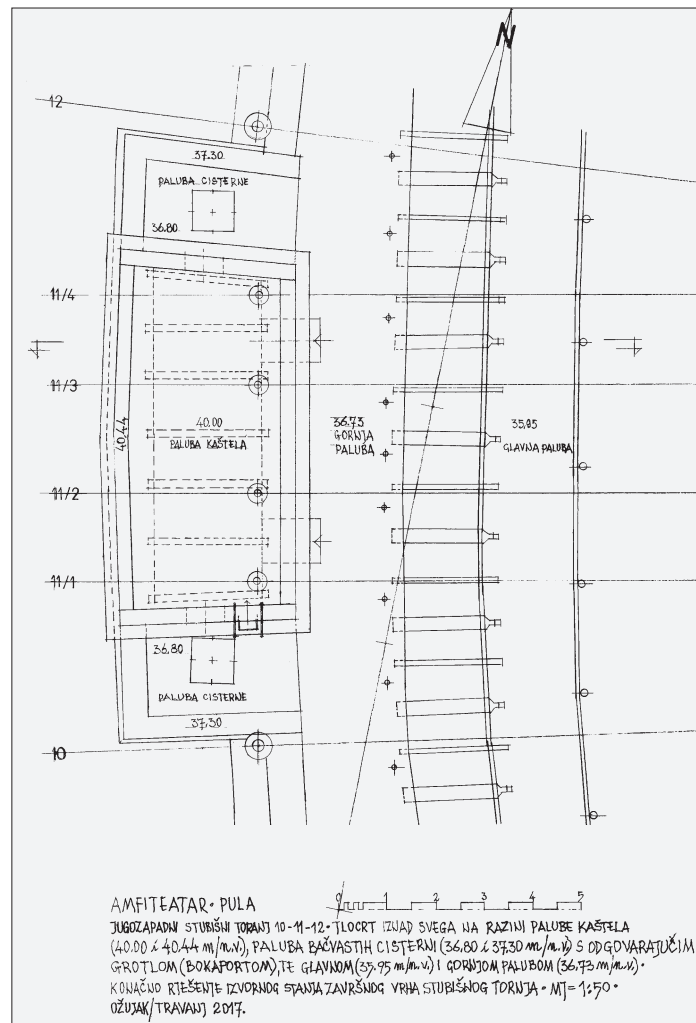 N
12
37.30
PALUBA CISTERNE
36.80
11/4
11/3
40.44
40.00
PALUBA KAŠTELA
36.73
GORNJA
PALUBA
35,95
GLAVNA PALUBA
11/2
11/1
36,80
PALUBA CISTERNE
37.30
10
0 1 2 3 4 5
AMFITEATAR · PULA
JUGOZAPADNI STUBIŠNI TORANJ 10-11-12 · TLOCRT IZNAD SVEGA NA RAZINI PALUBE KAŠTELA
(40.00 i 40.44 m/n.v.), PALUBA BAČVASTIH CISTERNI (36,80 i 37,30 m/n.v.) S ODGOVARAJUĆIM
GROTLOM (BOKAPORTOM), TE GLAVNOM (35.95 m/n.v.) I GORNJOM PALUBOM (36,73 m/n.v.) ·
KONAČNO RJEŠENJE IZVORNOG STANJA ZAVRŠNOG VRHA STUBIŠNOG TORNJA · MJ = 1:50 ·
OŽUJAK/TRAVANJ 2017.